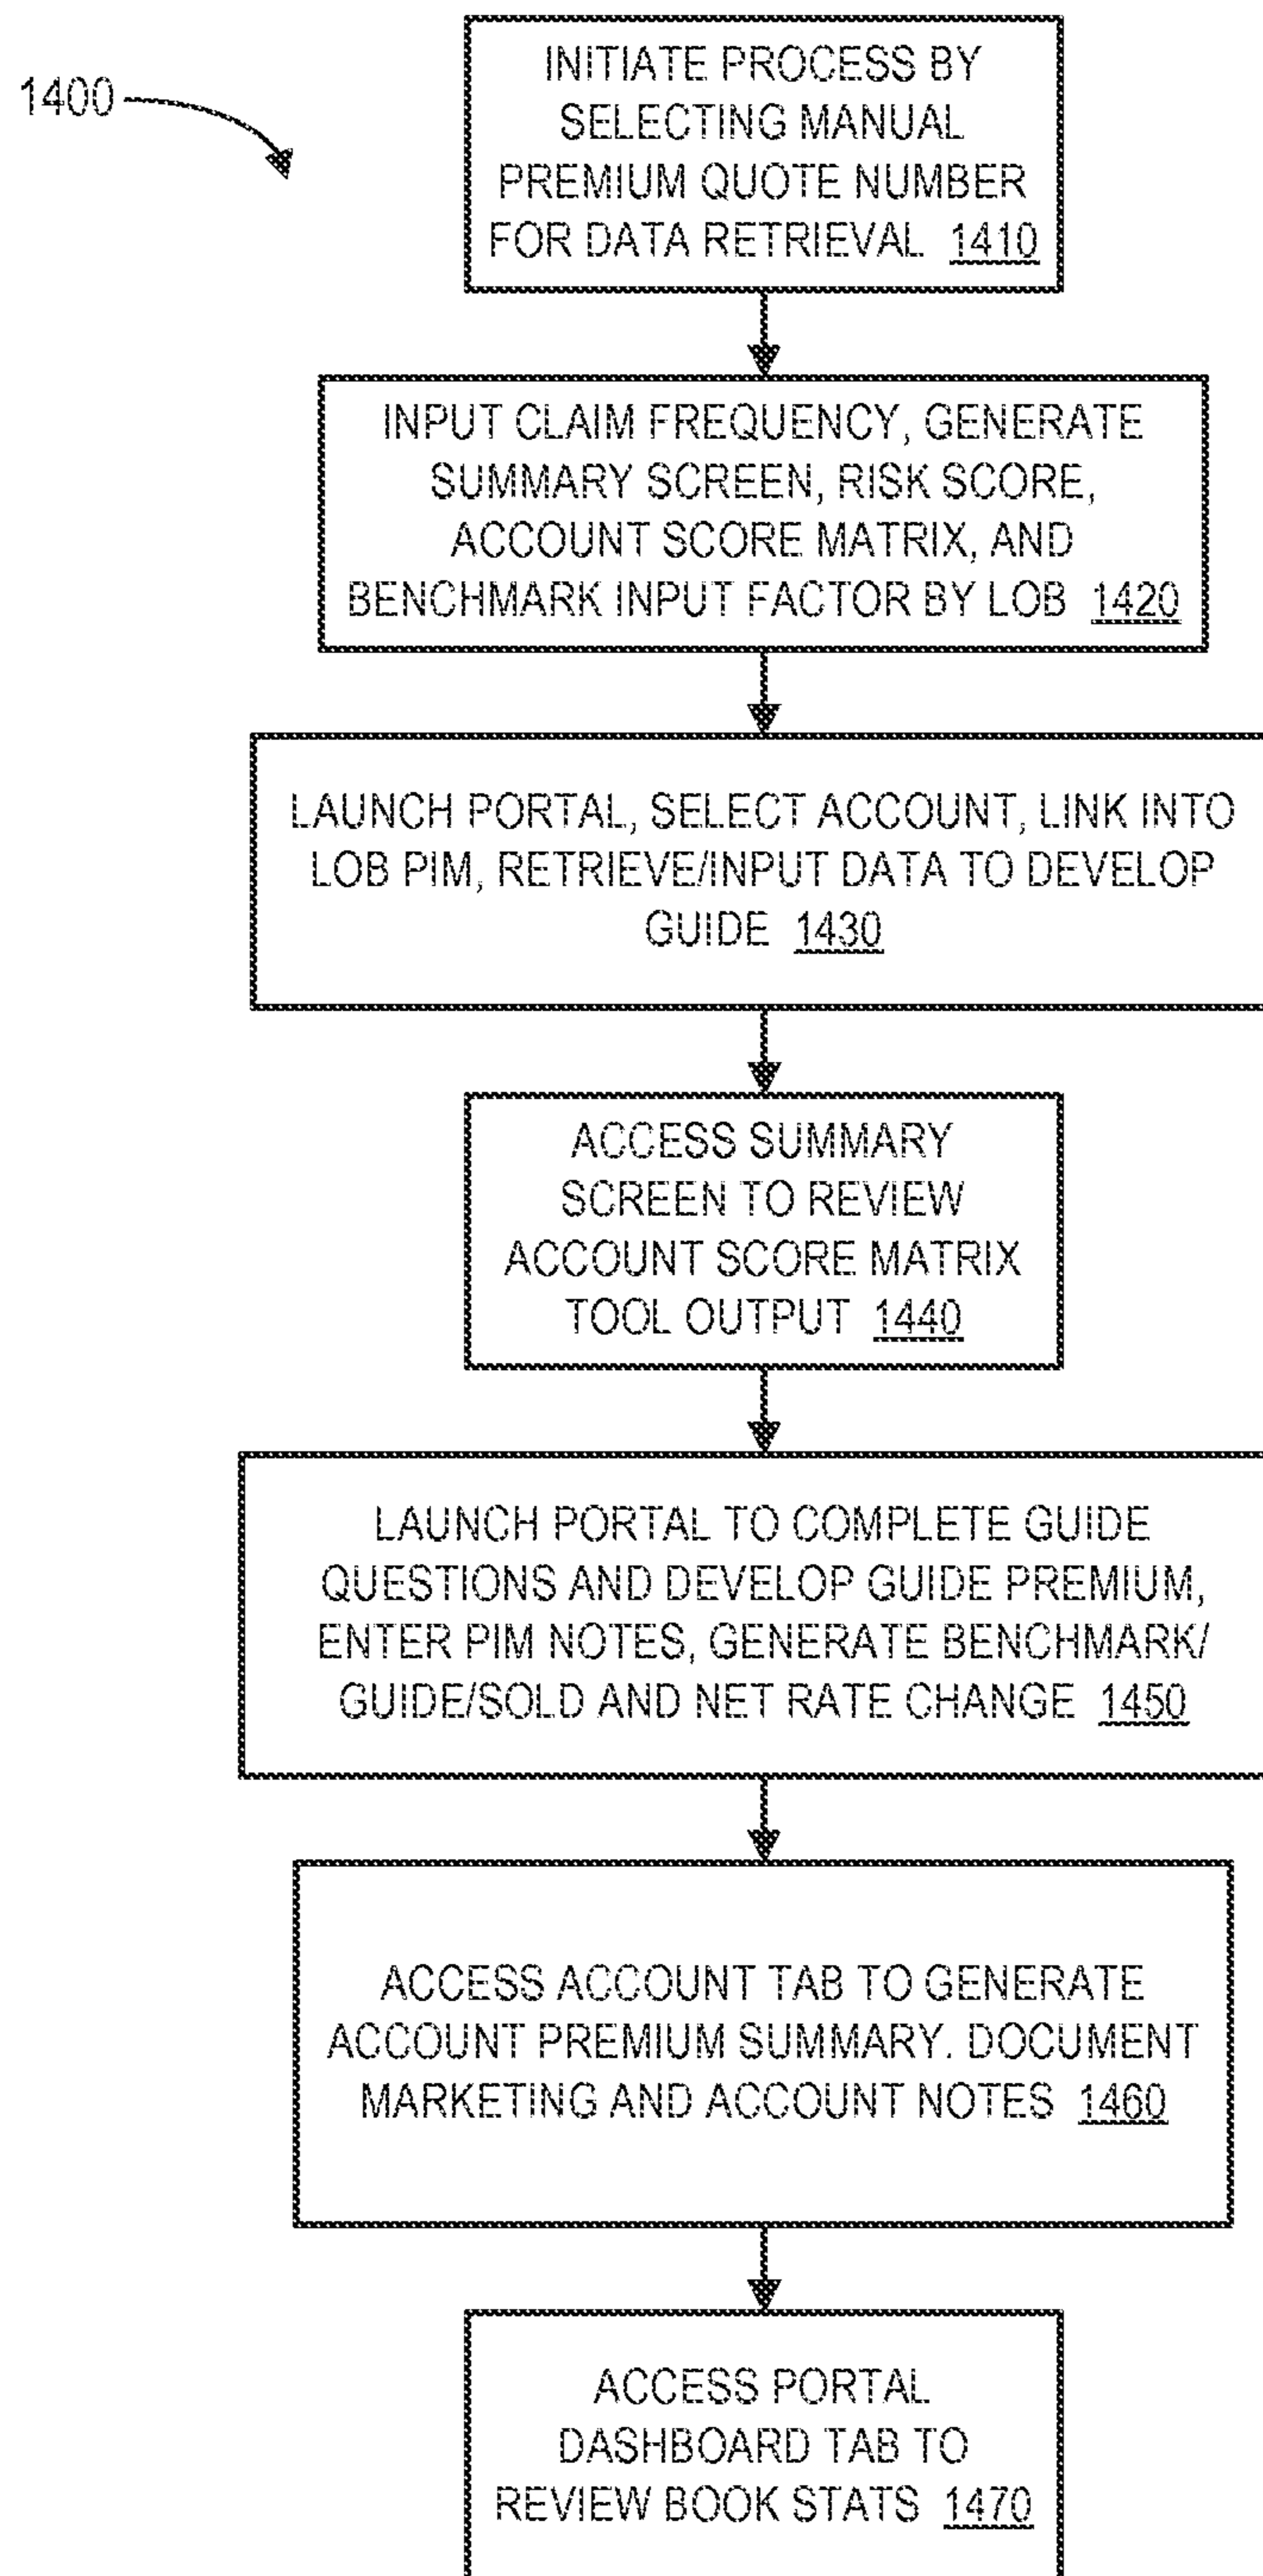 1400
INITIATE PROCESS BY
SELECTING MANUAL
PREMIUM QUOTE NUMBER
FOR DATA RETRIEVAL 1410
INPUT CLAIM FREQUENCY, GENERATE
SUMMARY SCREEN, RISK SCORE,
ACCOUNT SCORE MATRIX, AND
BENCHMARK INPUT FACTOR BY LOB 1420
LAUNCH PORTAL, SELECT ACCOUNT, LINK INTO
LOB PIM, RETRIEVE/INPUT DATA TO DEVELOP
GUIDE 1430
ACCESS SUMMARY
SCREEN TO REVIEW
ACCOUNT SCORE MATRIX
TOOL OUTPUT 1440
LAUNCH PORTAL TO COMPLETE GUIDE
QUESTIONS AND DEVELOP GUIDE PREMIUM,
ENTER PIM NOTES, GENERATE BENCHMARK/
GUIDE/SOLD AND NET RATE CHANGE 1450
ACCESS ACCOUNT TAB TO GENERATE
ACCOUNT PREMIUM SUMMARY. DOCUMENT
MARKETING AND ACCOUNT NOTES 1460
ACCESS PORTAL
DASHBOARD TAB TO
REVIEW BOOK STATS 1470